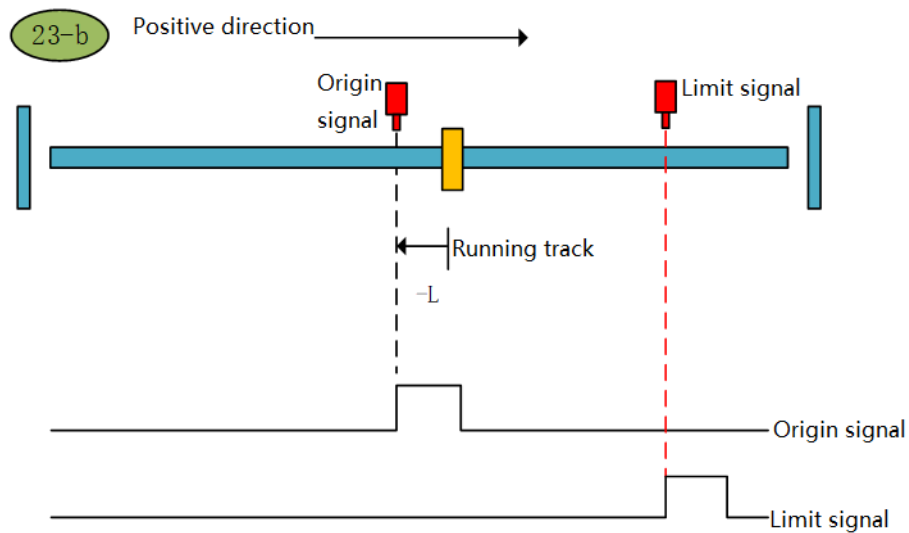 23-b
Positive direction
Origin
signal
Limit signal
Running track
-L
Origin signal
Limit signal